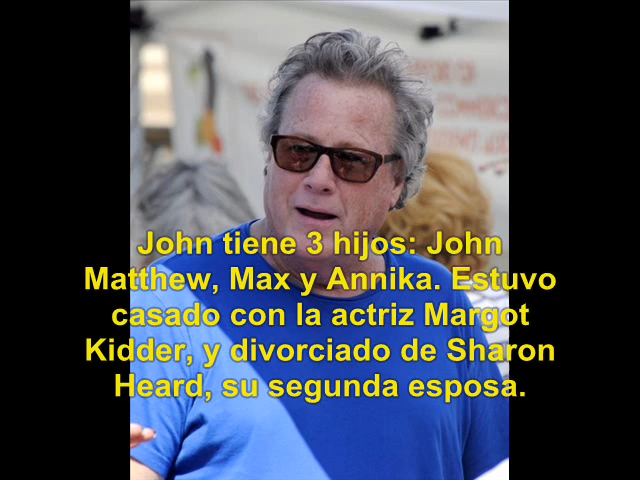 John tiene 3 hijos: John
Matthew, Max y Annika. Estuvo
casado con la actriz Margot
Kidder, y divorciado de Sharon
Heard, su segunda esposa.